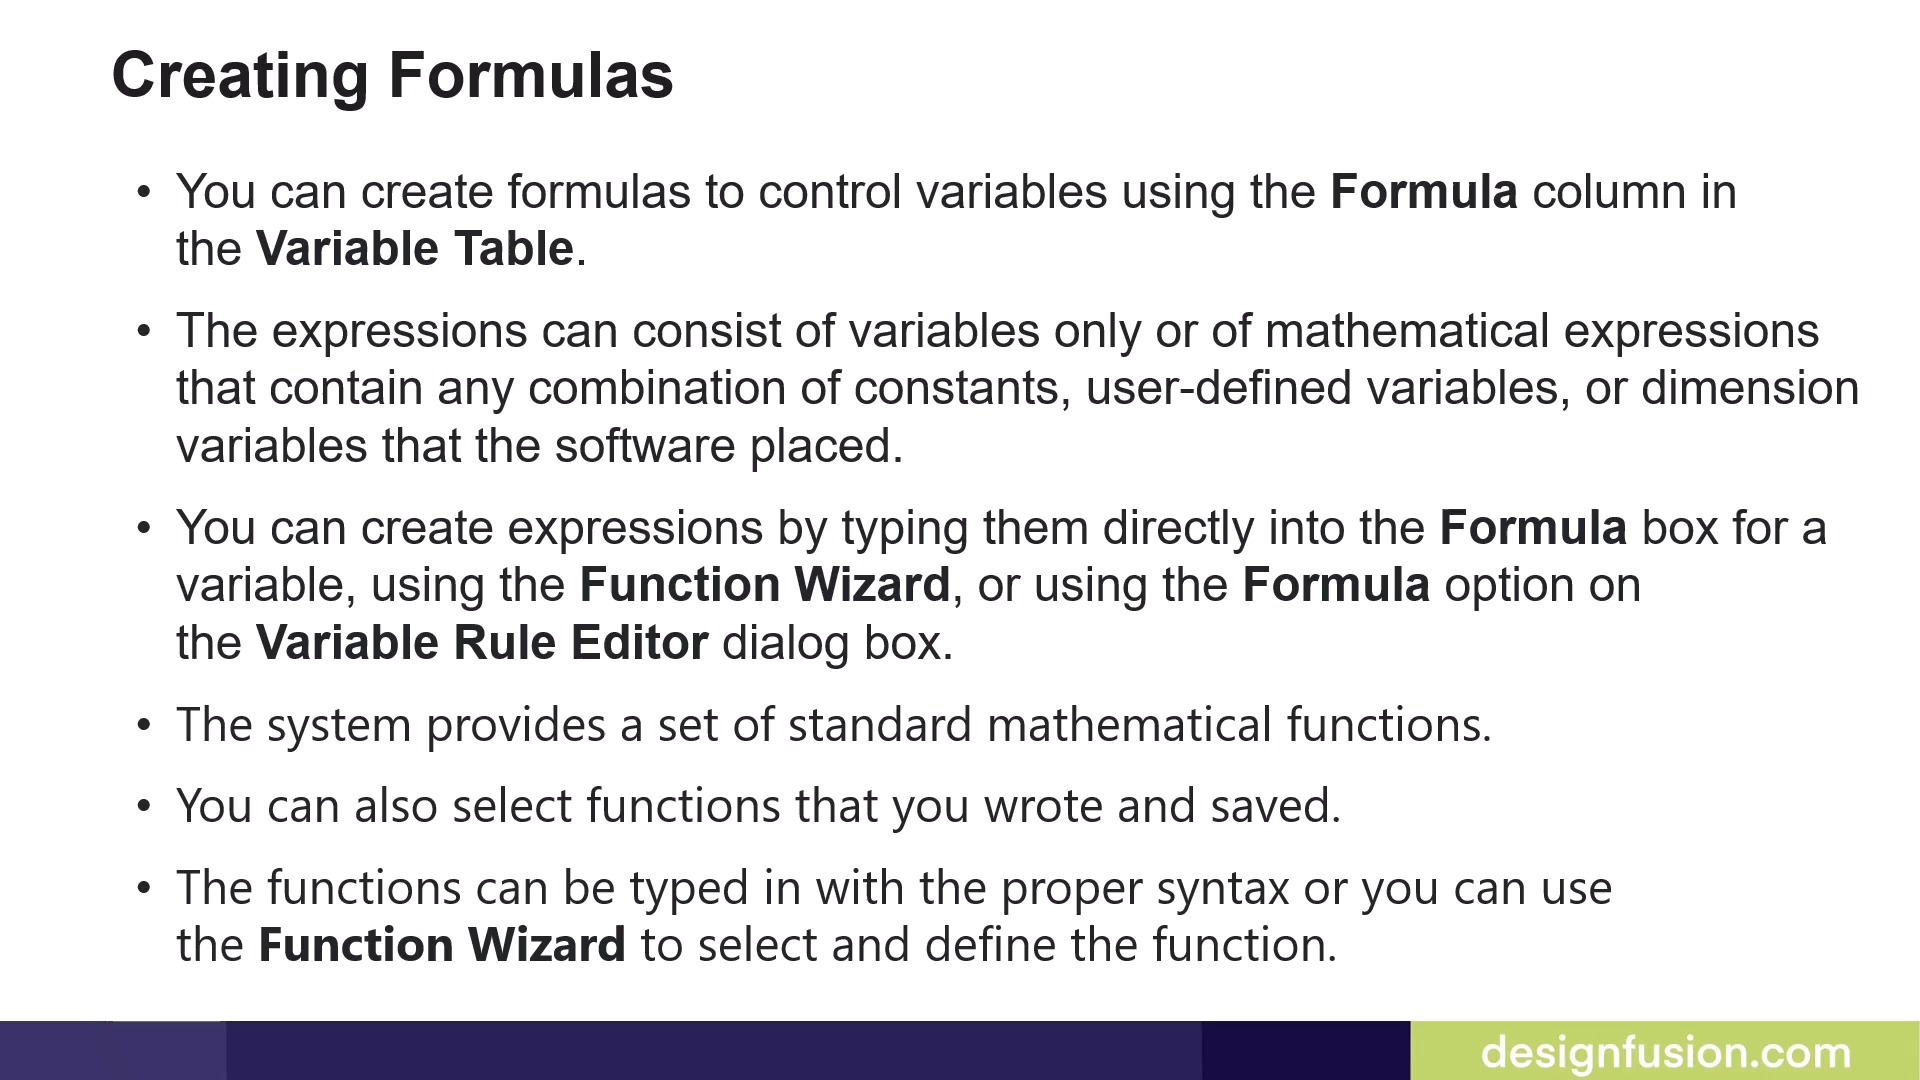 Creating Formulas
• You can create formulas to control variables using the Formula column in
the Variable Table.
• The expressions can consist of variables only or of mathematical expressions
that contain any combination of constants, user-defined variables, or dimension
variables that the software placed.
• You can create expressions by typing them directly into the Formula box for a
variable, using the Function Wizard, or using the Formula option on
the Variable Rule Editor dialog box.
• The system provides a set of standard mathematical functions.
• You can also select functions that you wrote and saved.
• The functions can be typed in with the proper syntax or you can use
the Function Wizard to select and define the function.
designfusion.com